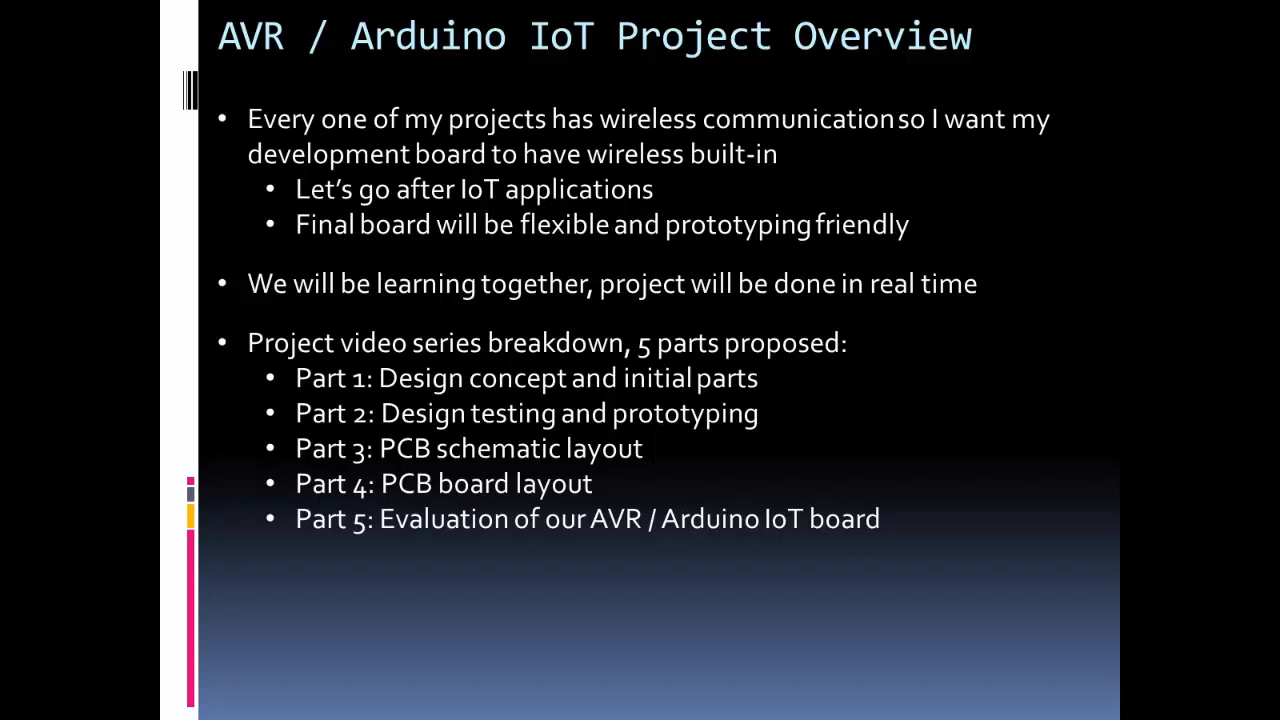 AVR / Arduino IoT Project Overview
• Every one of my projects has wireless communication so I want my
development board to have wireless built-in
• Let's go after IoT applications
• Final board will be flexible and prototyping friendly
• We will be learning together, project will be done in real time
• Project video series breakdown, 5 parts proposed:
• Part 1: Design concept and initial parts
• Part 2: Design testing and prototyping
• Part 3: PCB schematic layout
• Part 4: PCB board layout
• Part 5: Evaluation of our AVR / Arduino IoT board